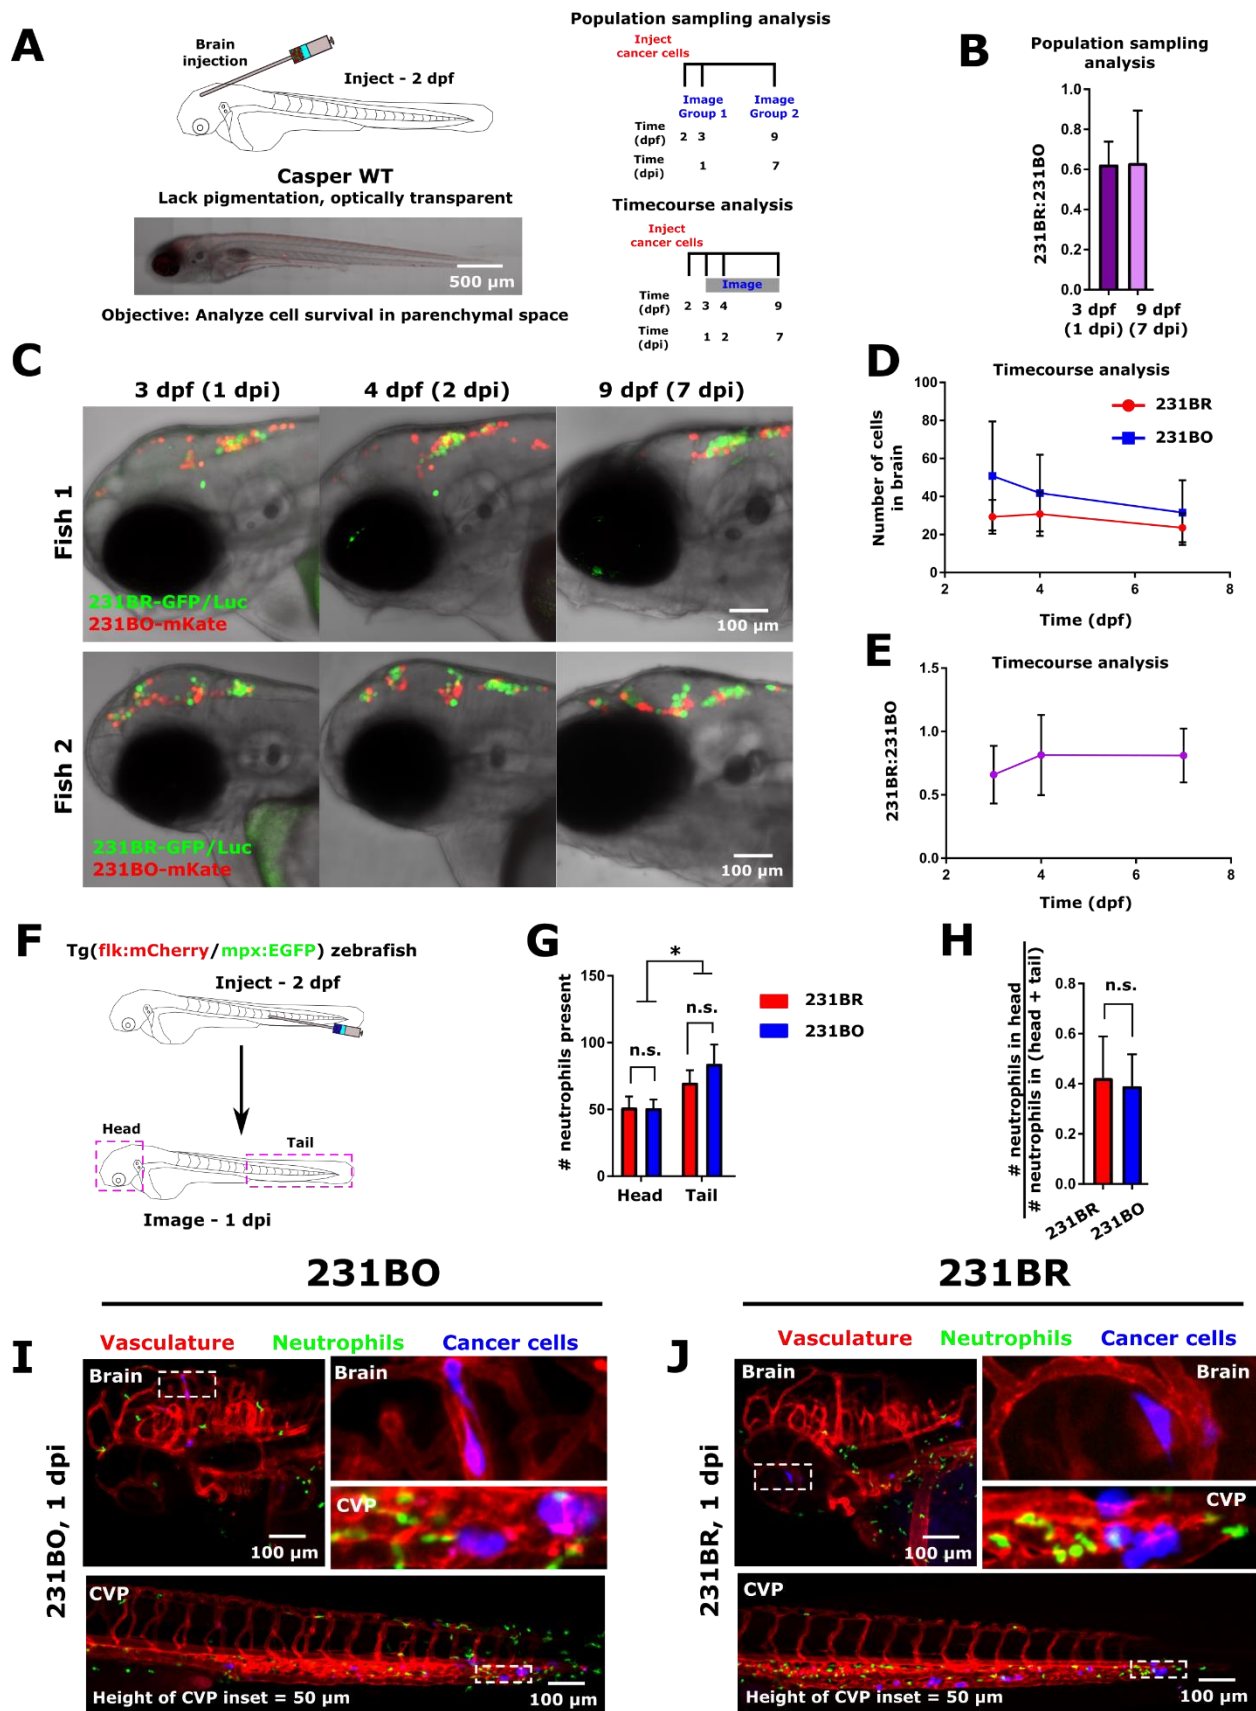 A
Brain
injection
Inject - 2 dpf
Casper WT
Lack pigmentation, optically transparent
500 µm
Objective: Analyze cell survival in parenchymal space
Population sampling analysis
Inject
cancer cells
Image
Group 1
Image
Group 2
Time
(dpf)
2 3 9
Time
(dpi)
1 7
Timecourse analysis
Inject
cancer cells
Image
Time
(dpf)
2 3 4 9
Time
(dpi)
1 2 7
B
Population sampling
analysis
231BR:231BO
1.0
0.8
0.6
0.4
0.2
0.0
3 dpf
(1 dpi)
9 dpf
(7 dpi)
C
3 dpf (1 dpi)
4 dpf (2 dpi)
9 dpf (7 dpi)
Fish 1
231BR-GFP/Luc
231BO-mKate
100 µm
Fish 2
231BR-GFP/Luc
231BO-mKate
100 µm
D
Timecourse analysis
Number of cells
in brain
100
80
60
40
20
0
231BR
231BO
2 4 6 8
Time (dpf)
E
Timecourse analysis
231BR:231BO
1.5
1.0
0.5
0.0
2 4 6 8
Time (dpf)
F
Tg(flk:mCherry/mpx:EGFP) zebrafish
Inject - 2 dpf
Head
Tail
Image - 1 dpi
G
# neutrophils present
150
100
50
0
*
n.s.
n.s.
Head Tail
231BR
231BO
H
# neutrophils in head
# neutrophils in (head + tail)
0.8
0.6
0.4
0.2
0.0
n.s.
231BR
231BO
231BO
I
Vasculature Neutrophils Cancer cells
231BO, 1 dpi
Brain
100 µm
Brain
CVP
CVP
Height of CVP inset = 50 µm
100 µm
231BR
J
Vasculature Neutrophils Cancer cells
231BR, 1 dpi
Brain
100 µm
Brain
CVP
CVP
Height of CVP inset = 50 µm
100 µm